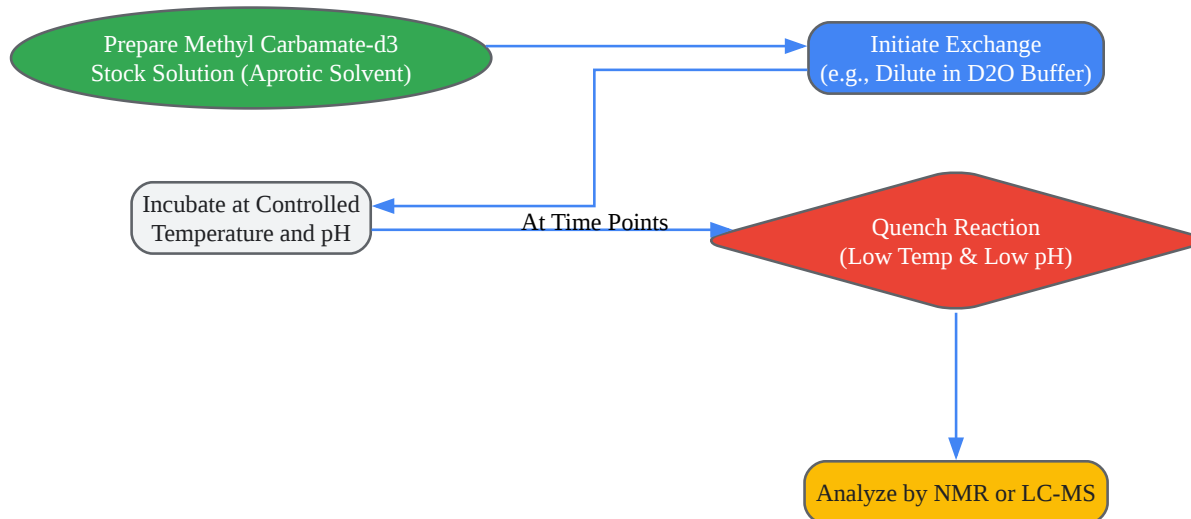 Prepare Methyl Carbamate-d3
Stock Solution (Aprotic Solvent)
Initiate Exchange
(e.g., Dilute in D2O Buffer)
Incubate at Controlled
Temperature and pH
At Time Points
Quench Reaction
(Low Temp & Low pH)
Analyze by NMR or LC-MS